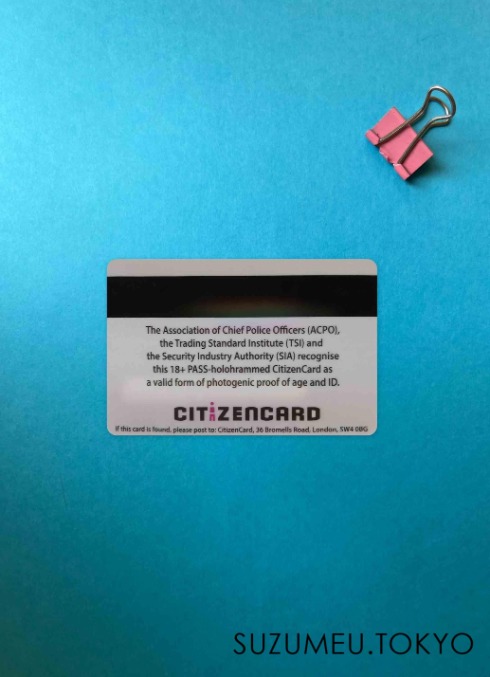 The Association of Chief Police Officers (ACPO),
the Trading Standard Institute (TSI) and
the Security Industry Authority (SIA) recognise
this 18+ PASS-holohrammed CitizenCard as
a valid form of photogenic proof of age and ID.
CITIZENCARD
If this card is found, please post to: CitizenCard, 36 Bromells Road, London, SW4 0BG
SUZUMEU.TOKYO